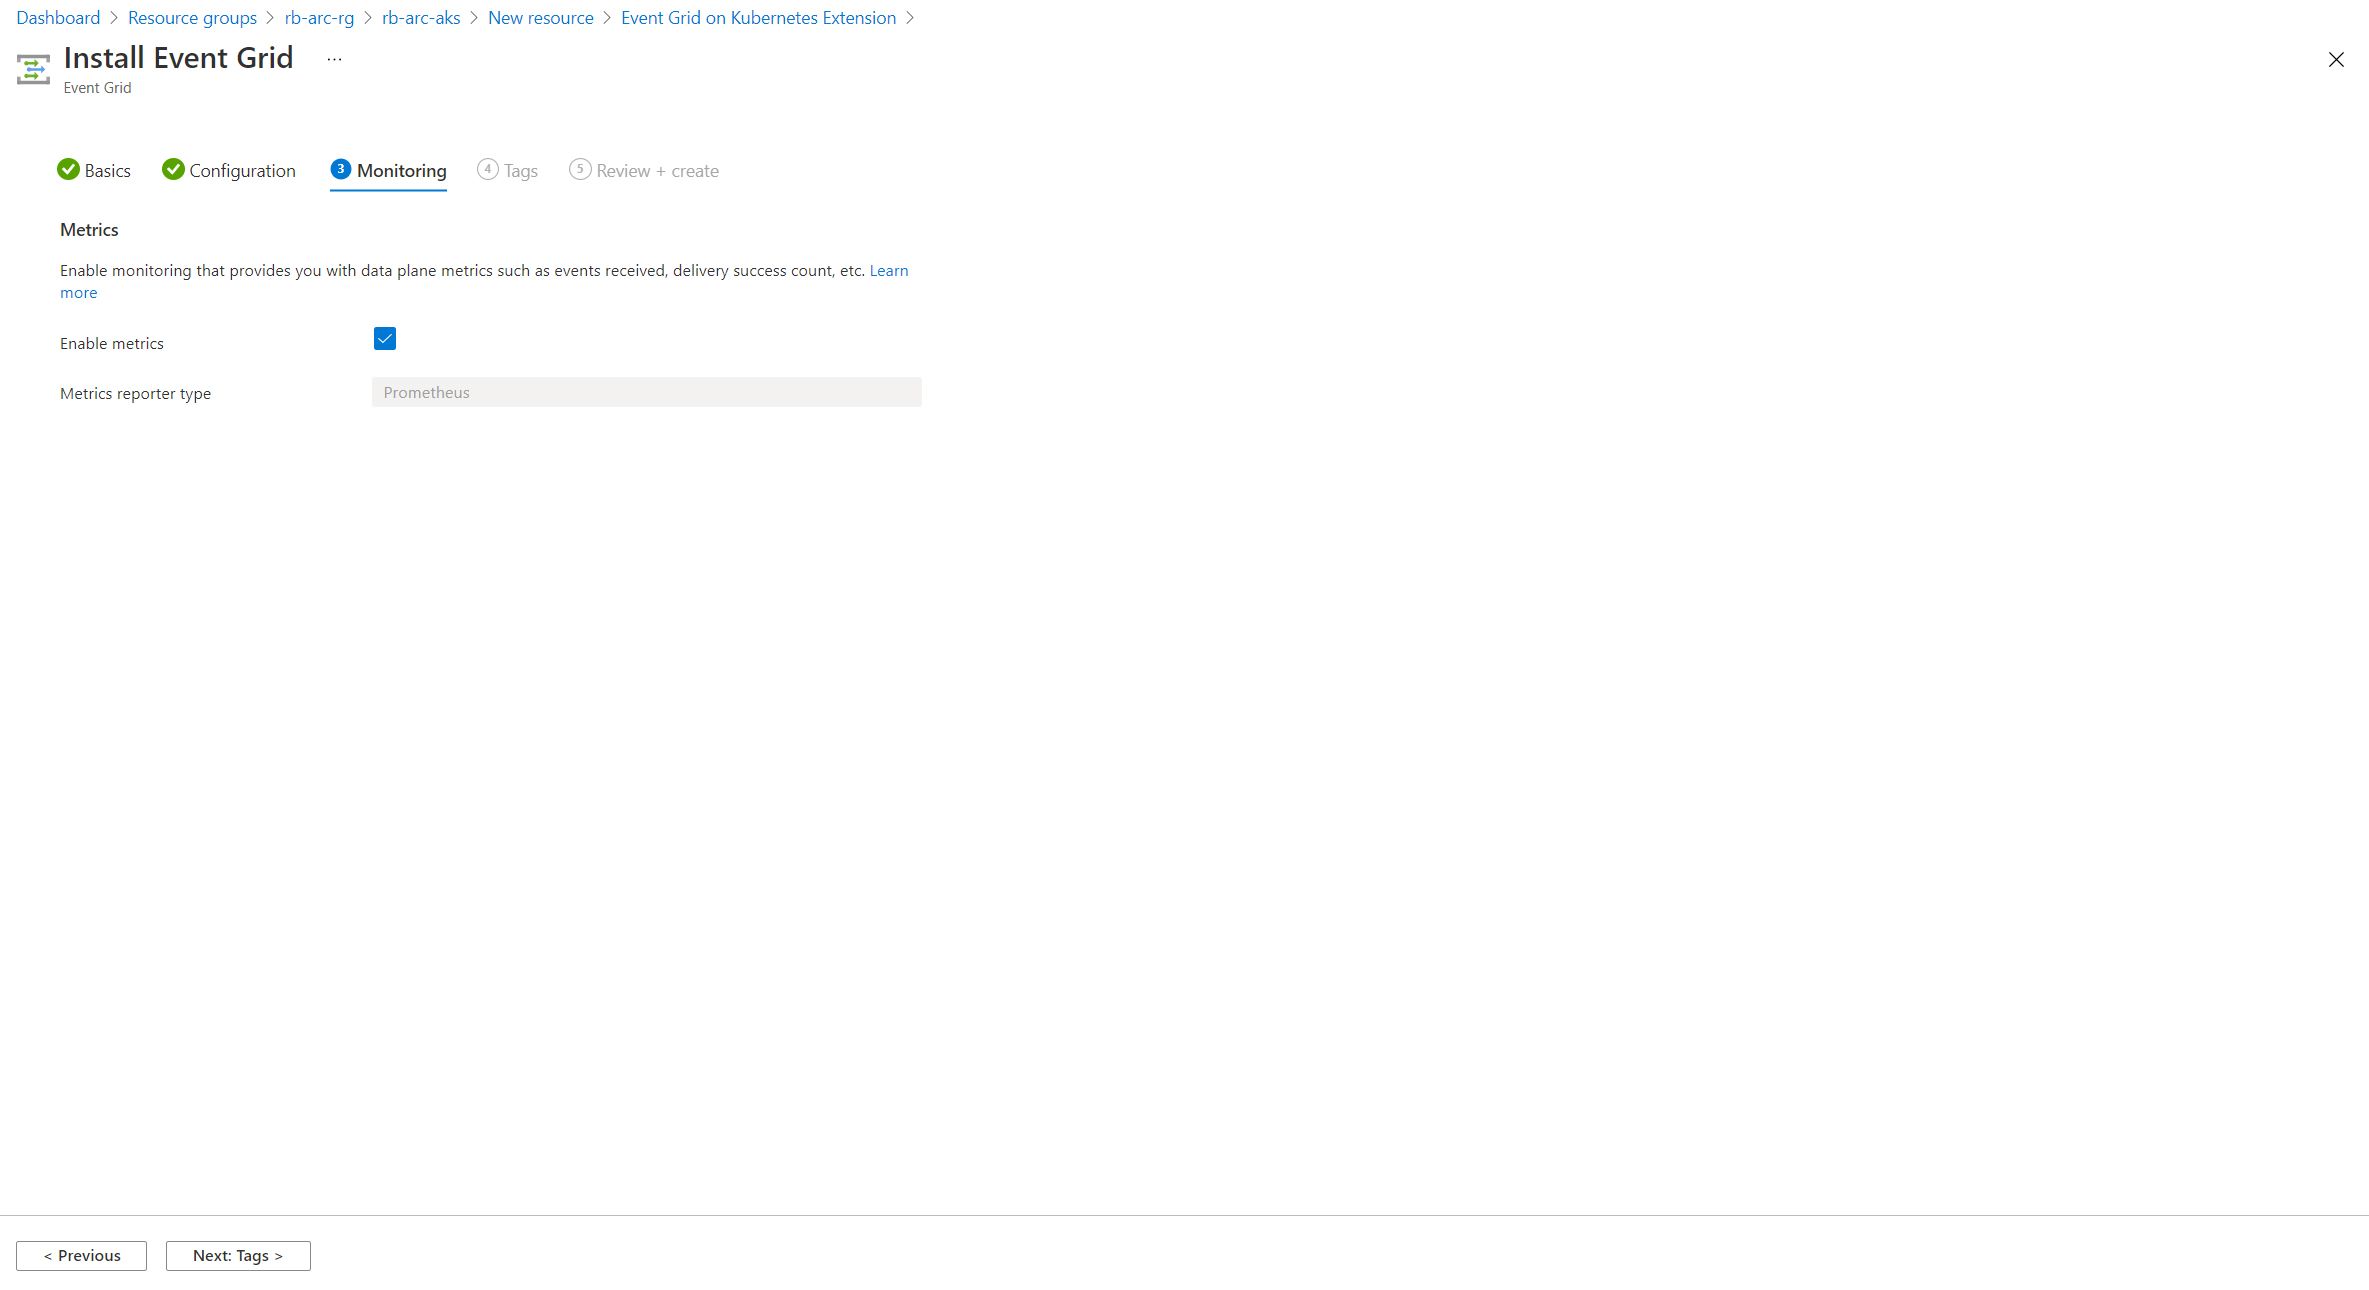 Dashboard > Resource groups > rb-arc-rg > rb-arc-aks > New resource > Event Grid on Kubernetes Extension >
Install Event Grid ...
Event Grid
Basics Configuration 3 Monitoring 4 Tags 5 Review + create
Metrics
Enable monitoring that provides you with data plane metrics such as events received, delivery success count, etc. Learn
more
Enable metrics
Metrics reporter type Prometheus
< Previous Next: Tags >